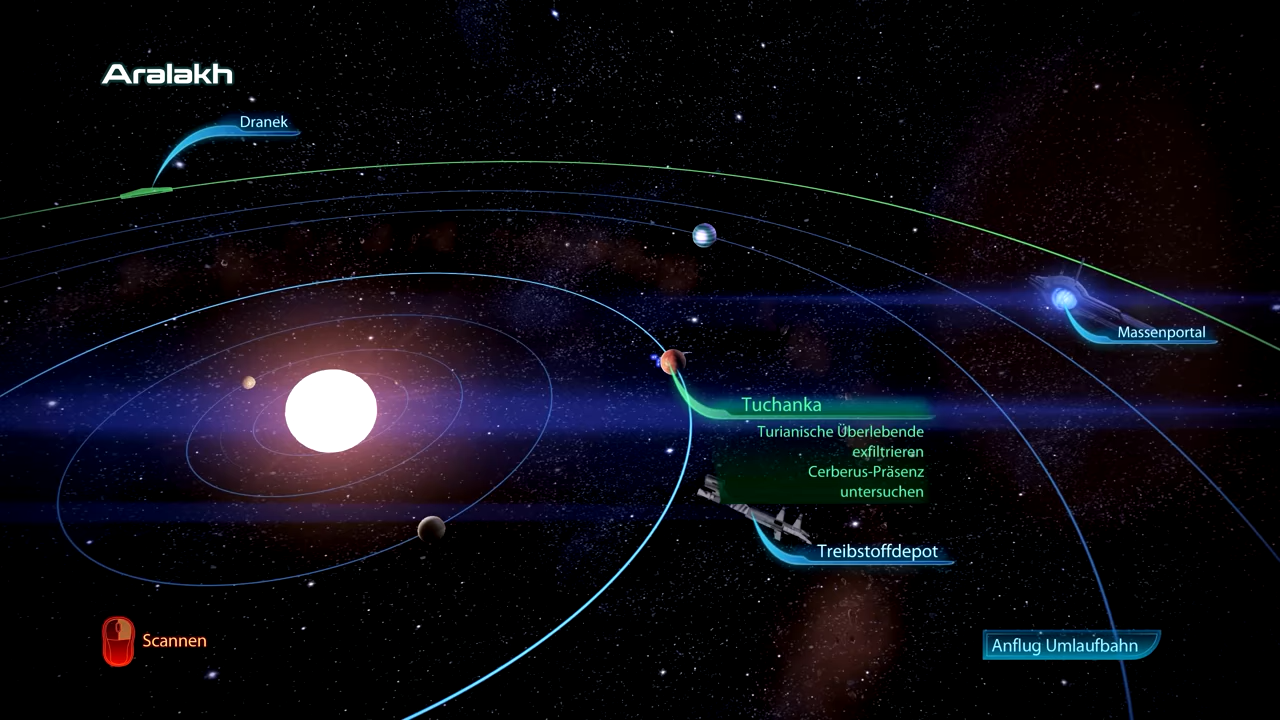 Aralakh
Dranek
Massenportal
Tuchanka
Turianische Überlebende
exfiltrieren
Cerberus-Präsenz
untersuchen
Treibstoffdepot
Scannen
Anflug Umlaufbahn